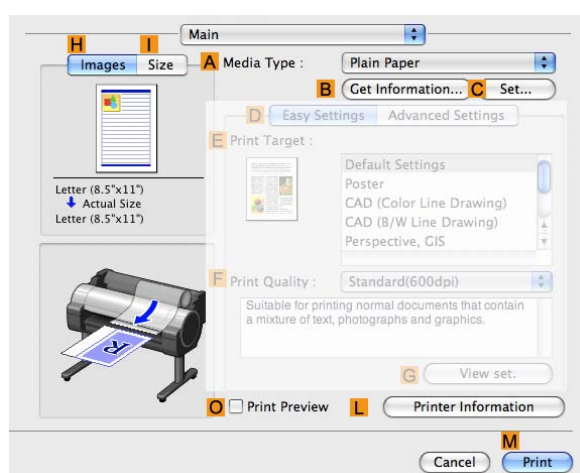 Main
H I
Images Size
A Media Type : Plain Paper
B Get Information... C Set...
D Easy Settings Advanced Settings
E Print Target :
Default Settings
Poster
CAD (Color Line Drawing)
CAD (B/W Line Drawing)
Perspective, GIS
Letter (8.5"x11")
Actual Size
Letter (8.5"x11")
F Print Quality : Standard(600dpi)
Suitable for printing normal documents that contain
a mixture of text, photographs and graphics.
G View set.
O Print Preview L Printer Information
M
Cancel Print